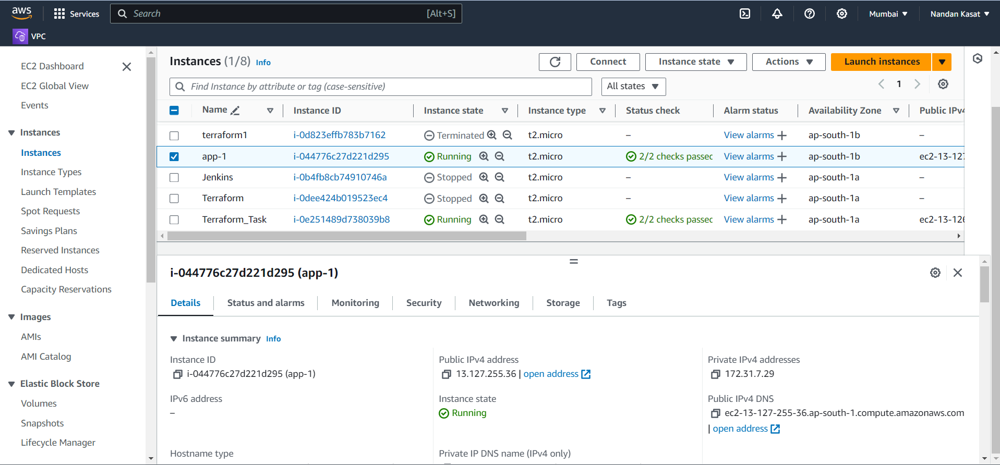 aws
Services
Search
[Alt+S]
Mumbai
Nandan Kasat
VPC
EC2 Dashboard
EC2 Global View
Events
Instances
Instances
Instance Types
Launch Templates
Spot Requests
Savings Plans
Reserved Instances
Dedicated Hosts
Capacity Reservations
Images
AMIs
AMI Catalog
Elastic Block Store
Volumes
Snapshots
Lifecycle Manager
Instances (1/8) Info
Connect
Instance state
Actions
Launch instances
Find Instance by attribute or tag (case-sensitive)
All states
1
Name Instance ID Instance state Instance type Status check Alarm status Availability Zone Public IPv4
terraform1 i-0d823effb783b7162 Terminated t2.micro – View alarms ap-south-1b –
app-1 i-044776c27d221d295 Running t2.micro 2/2 checks passed View alarms ap-south-1b ec2-13-127
Jenkins i-0b4fb8cb74910746a Stopped t2.micro – View alarms ap-south-1a –
Terraform i-0dee424b019523ec4 Stopped t2.micro – View alarms ap-south-1a –
Terraform_Task i-0e251489d738039b8 Running t2.micro 2/2 checks passed View alarms ap-south-1a ec2-13-126
i-044776c27d221d295 (app-1)
Details Status and alarms Monitoring Security Networking Storage Tags
Instance summary Info
Instance ID
i-044776c27d221d295 (app-1)
Public IPv4 address
13.127.255.36 | open address
Private IPv4 addresses
172.31.7.29
IPv6 address
–
Instance state
Running
Public IPv4 DNS
ec2-13-127-255-36.ap-south-1.compute.amazonaws.com
| open address
Hostname type
Private IP DNS name (IPv4 only)